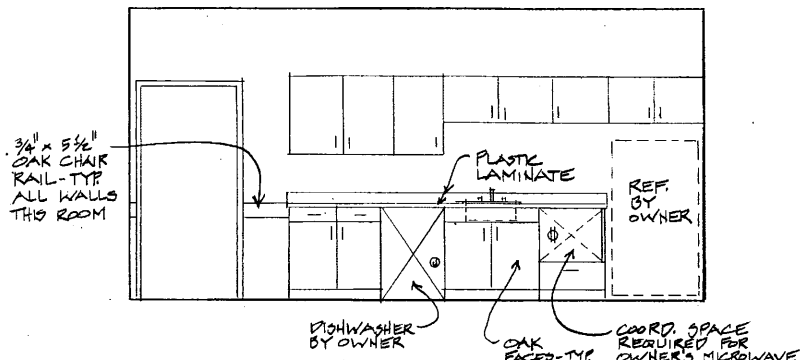 3/4" x 5 1/2"
OAK CHAIR
RAIL-TYP.
ALL WALLS
THIS ROOM
PLASTIC
LAMINATE
REF.
BY
OWNER
DISHWASHER
BY OWNER
OAK
FACES-TYP.
COORD. SPACE
REQUIRED FOR
OWNER'S MICROWAVE